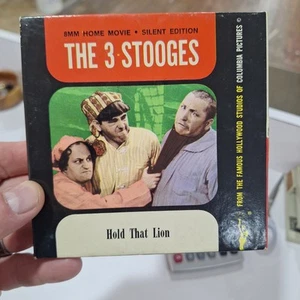 8MM HOME MOVIE • SILENT EDITION
THE 3 STOOGES
FROM THE FAMOUS HOLLYWOOD STUDIOS OF COLUMBIA PICTURES ©
Hold That Lion